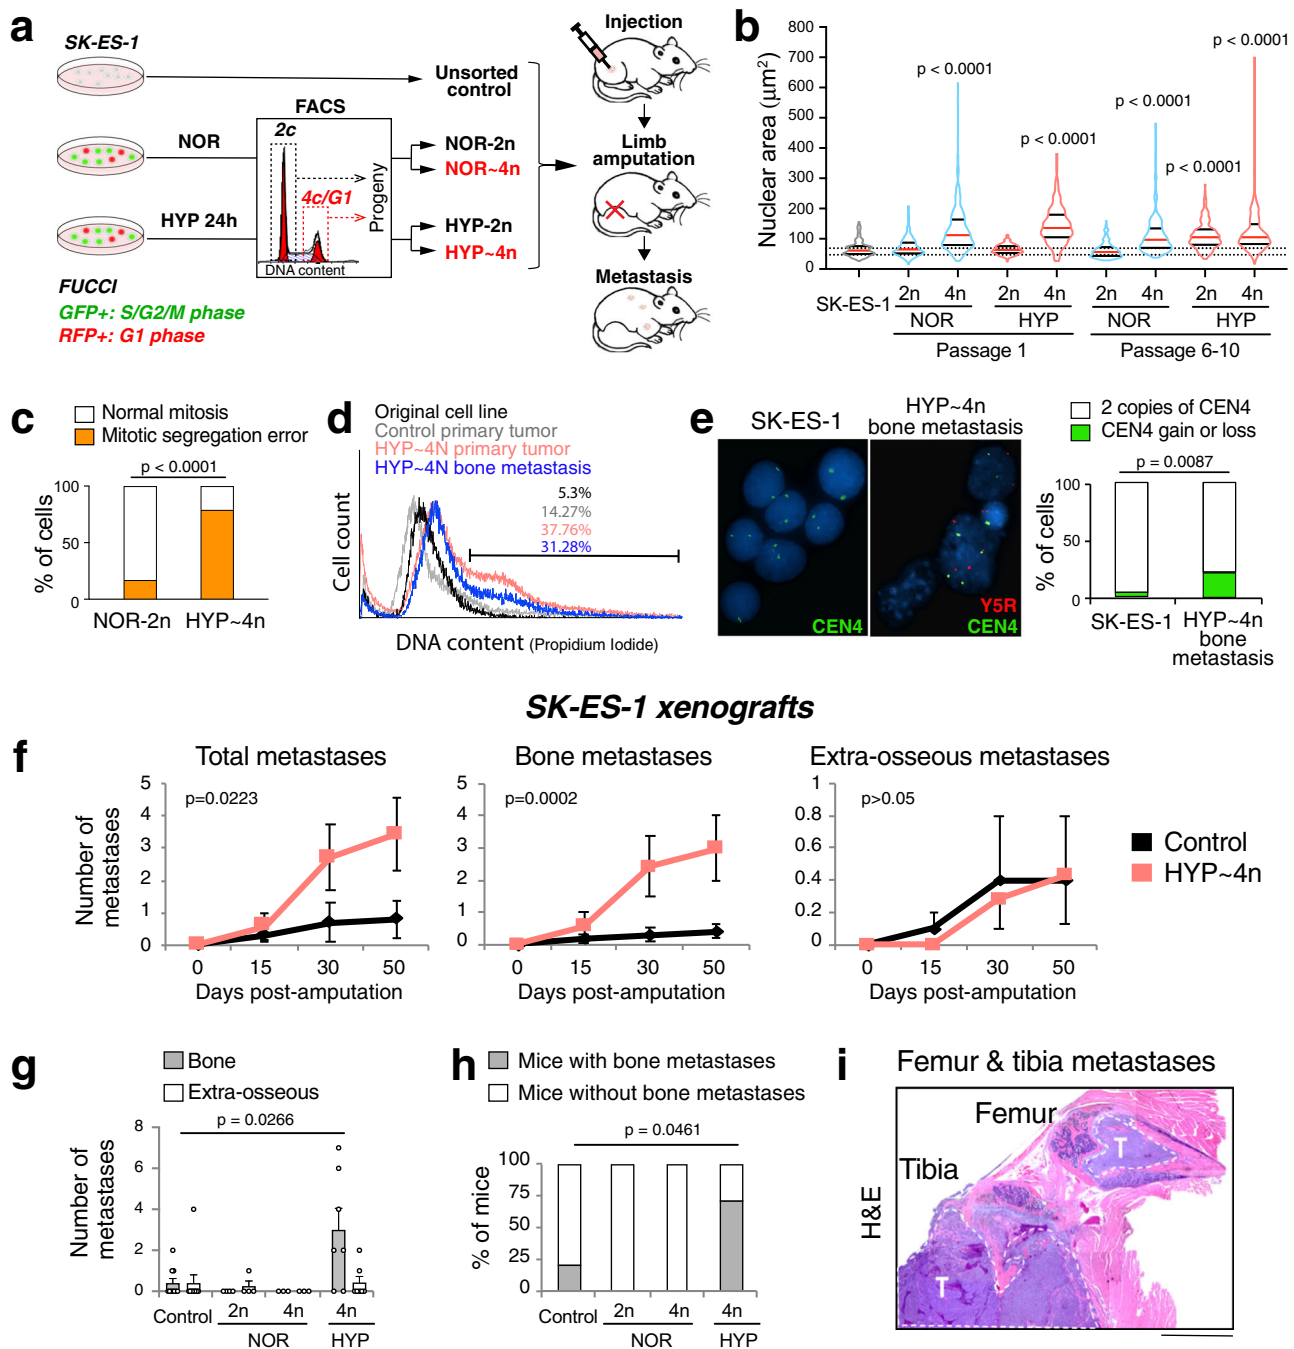 a
SK-ES-1
Unsorted
control
NOR
FACS
2c
4c/G1
Progeny
DNA content
NOR-2n
NOR~4n
HYP 24h
HYP-2n
HYP~4n
FUCCI
GFP+: S/G2/M phase
RFP+: G1 phase
Injection
Limb
amputation
Metastasis
b
Nuclear area (μm²)
800
700
600
500
400
300
200
100
0
p < 0.0001
p < 0.0001
p < 0.0001
p < 0.0001
p < 0.0001
SK-ES-1
2n 4n 2n 4n 2n 4n 2n 4n
NOR HYP NOR HYP
Passage 1 Passage 6-10
c
Normal mitosis
Mitotic segregation error
p < 0.0001
% of cells
100
50
0
NOR-2n HYP~4n
d
Original cell line
Control primary tumor
HYP~4N primary tumor
HYP~4N bone metastasis
5.3%
14.27%
37.76%
31.28%
Cell count
DNA content (Propidium Iodide)
e
SK-ES-1
HYP~4n
bone metastasis
CEN4
Y5R
CEN4
2 copies of CEN4
CEN4 gain or loss
p = 0.0087
% of cells
100
50
0
SK-ES-1
HYP~4n
bone
metastasis
SK-ES-1 xenografts
f
Total metastases
p=0.0223
Number of
metastases
5
4
3
2
1
0
0 15 30 50
Days post-amputation
Bone metastases
p=0.0002
5
4
3
2
1
0
0 15 30 50
Days post-amputation
Extra-osseous metastases
p>0.05
1
0.8
0.6
0.4
0.2
0
0 15 30 50
Days post-amputation
Control
HYP~4n
g
Bone
Extra-osseous
p = 0.0266
Number of
metastases
8
6
4
2
0
Control 2n 4n 4n
NOR HYP
h
Mice with bone metastases
Mice without bone metastases
p = 0.0461
% of mice
100
75
50
25
0
Control 2n 4n 4n
NOR HYP
i
Femur & tibia metastases
H&E
Femur
T
Tibia
T